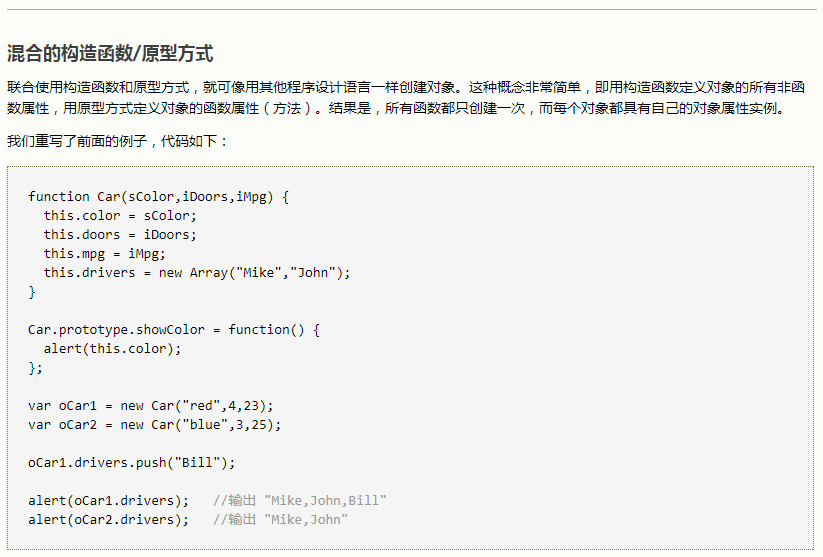 混合的构造函数/原型方式
联合使用构造函数和原型方式，就可像用其他程序设计语言一样创建对象。这种概念非常简单，即用构造函数定义对象的所有非函
数属性，用原型方式定义对象的函数属性（方法）。结果是，所有函数都只创建一次，而每个对象都具有自己的对象属性实例。
我们重写了前面的例子，代码如下：
function Car(sColor,iDoors,iMpg) {
  this.color = sColor;
  this.doors = iDoors;
  this.mpg = iMpg;
  this.drivers = new Array("Mike","John");
}
Car.prototype.showColor = function() {
  alert(this.color);
};
var oCar1 = new Car("red",4,23);
var oCar2 = new Car("blue",3,25);
oCar1.drivers.push("Bill");
alert(oCar1.drivers);   //输出 "Mike,John,Bill"
alert(oCar2.drivers);   //输出 "Mike,John"